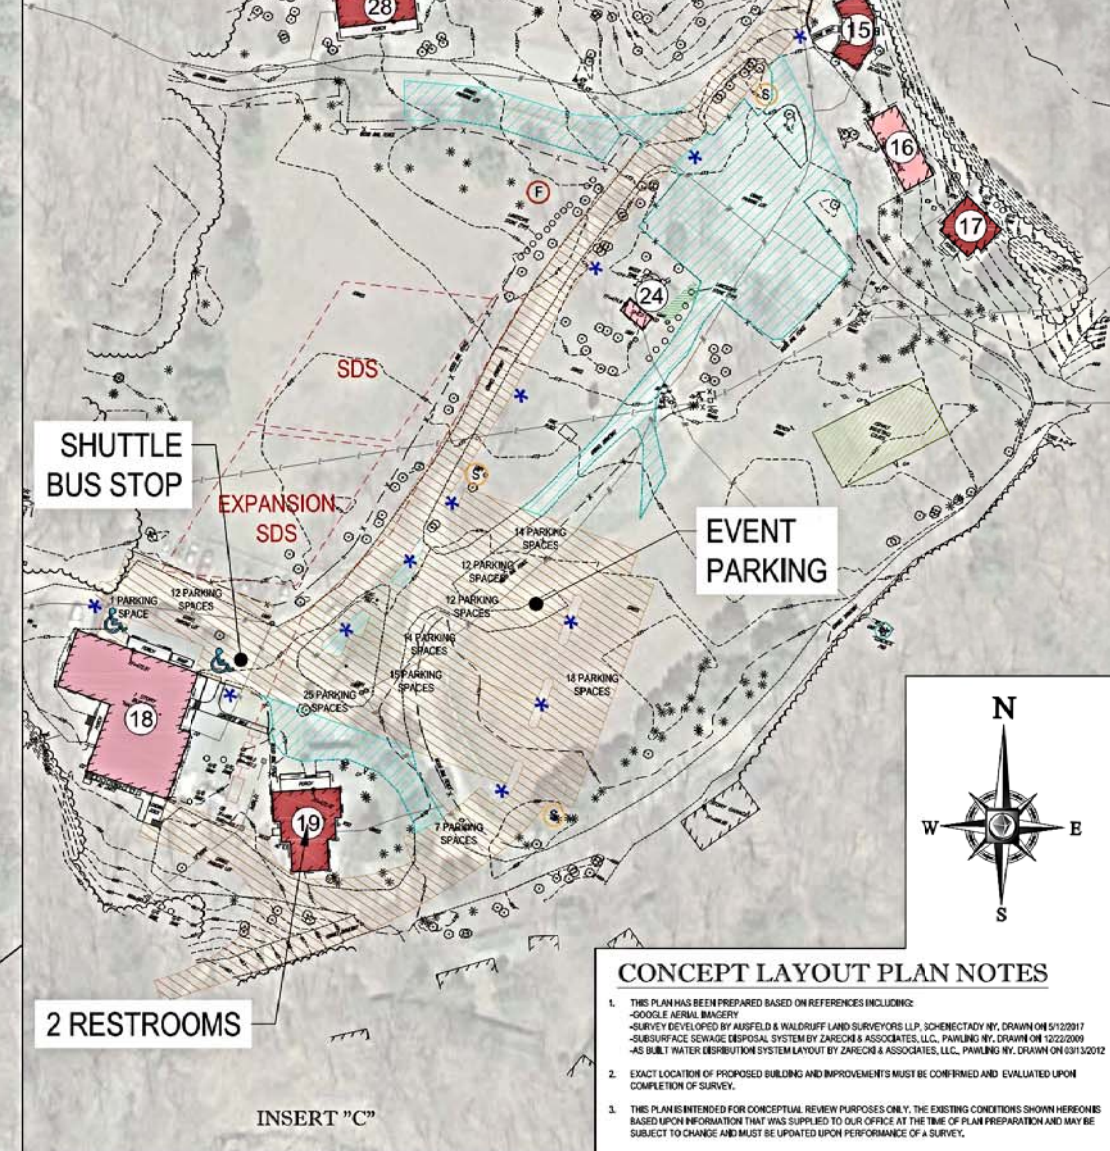 28
15
S
16
F
17
24
SDS
SHUTTLE
BUS STOP
S
EXPANSION
SDS
EVENT
PARKING
14 PARKING
SPACES
12 PARKING
SPACES
12 PARKING
SPACES
1 PARKING
SPACE
12 PARKING
SPACES
14 PARKING
SPACES
15 PARKING
SPACES
18 PARKING
SPACES
25 PARKING
SPACES
18
PORCH
19
7 PARKING
SPACES
S
N
W
E
S
2 RESTROOMS
INSERT "C"
CONCEPT LAYOUT PLAN NOTES
1. THIS PLAN HAS BEEN PREPARED BASED ON REFERENCES INCLUDING:
-GOOGLE AERIAL IMAGERY
-SURVEY DEVELOPED BY AUSFELD & WALDRUFF LAND SURVEYORS LLP, SCHENECTADY NY. DRAWN ON 5/12/2017
-SUBSURFACE SEWAGE DISPOSAL SYSTEM BY ZARECKI & ASSOCIATES, LLC., PAWLING NY. DRAWN ON 12/22/2009
-AS BUILT WATER DISRIBUTION SYSTEM LAYOUT BY ZARECKI & ASSOCIATES, LLC., PAWLING NY. DRAWN ON 03/13/2012
2. EXACT LOCATION OF PROPOSED BUILDING AND IMPROVEMENTS MUST BE CONFIRMED AND EVALUATED UPON
COMPLETION OF SURVEY.
3. THIS PLAN IS INTENDED FOR CONCEPTUAL REVIEW PURPOSES ONLY. THE EXISTING CONDITIONS SHOWN HEREON IS
BASED UPON INFORMATION THAT WAS SUPPLIED TO OUR OFFICE AT THE TIME OF PLAN PREPARATION AND MAY BE
SUBJECT TO CHANGE AND MUST BE UPDATED UPON PERFORMANCE OF A SURVEY.